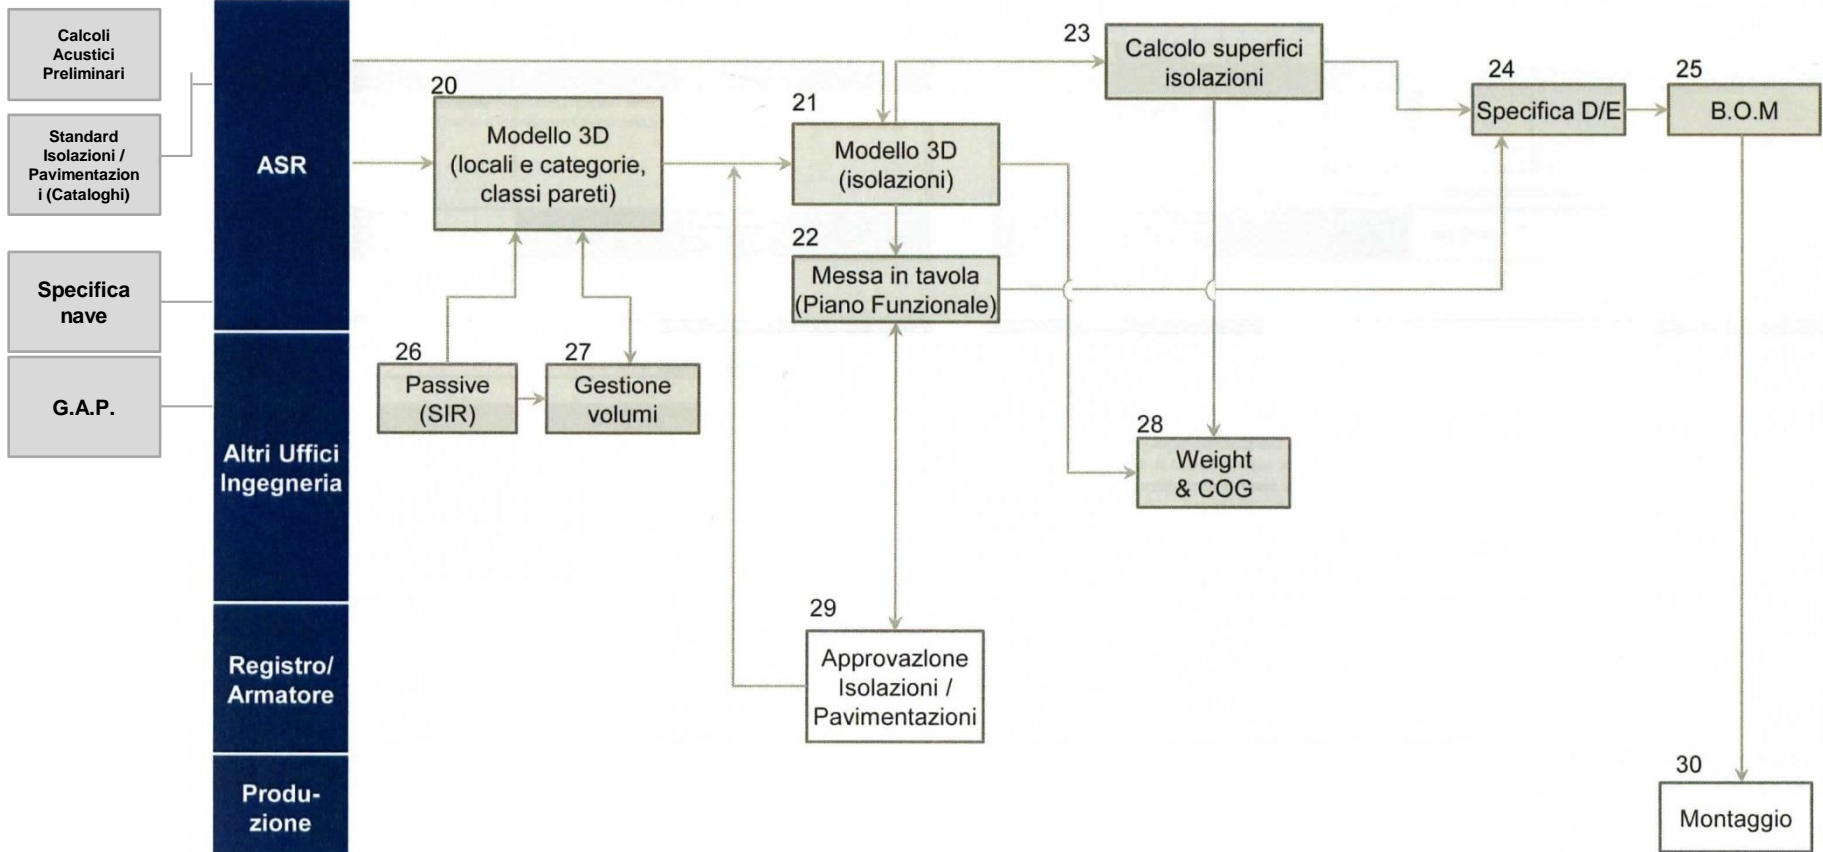 Calcoli
Acustici
Preliminari
Standard
Isolazioni /
Pavimentazion
i (Cataloghi)
Specifica
nave
G.A.P.
ASR
Altri Uffici
Ingegneria
Registro/
Armatore
Produ-
zione
20
Modello 3D
(locali e categorie,
classi pareti)
21
Modello 3D
(isolazioni)
22
Messa in tavola
(Piano Funzionale)
23
Calcolo superfici
isolazioni
24
Specifica D/E
25
B.O.M
26
Passive
(SIR)
27
Gestione
volumi
28
Weight
& COG
29
Approvazlone
Isolazioni /
Pavimentazioni
30
Montaggio